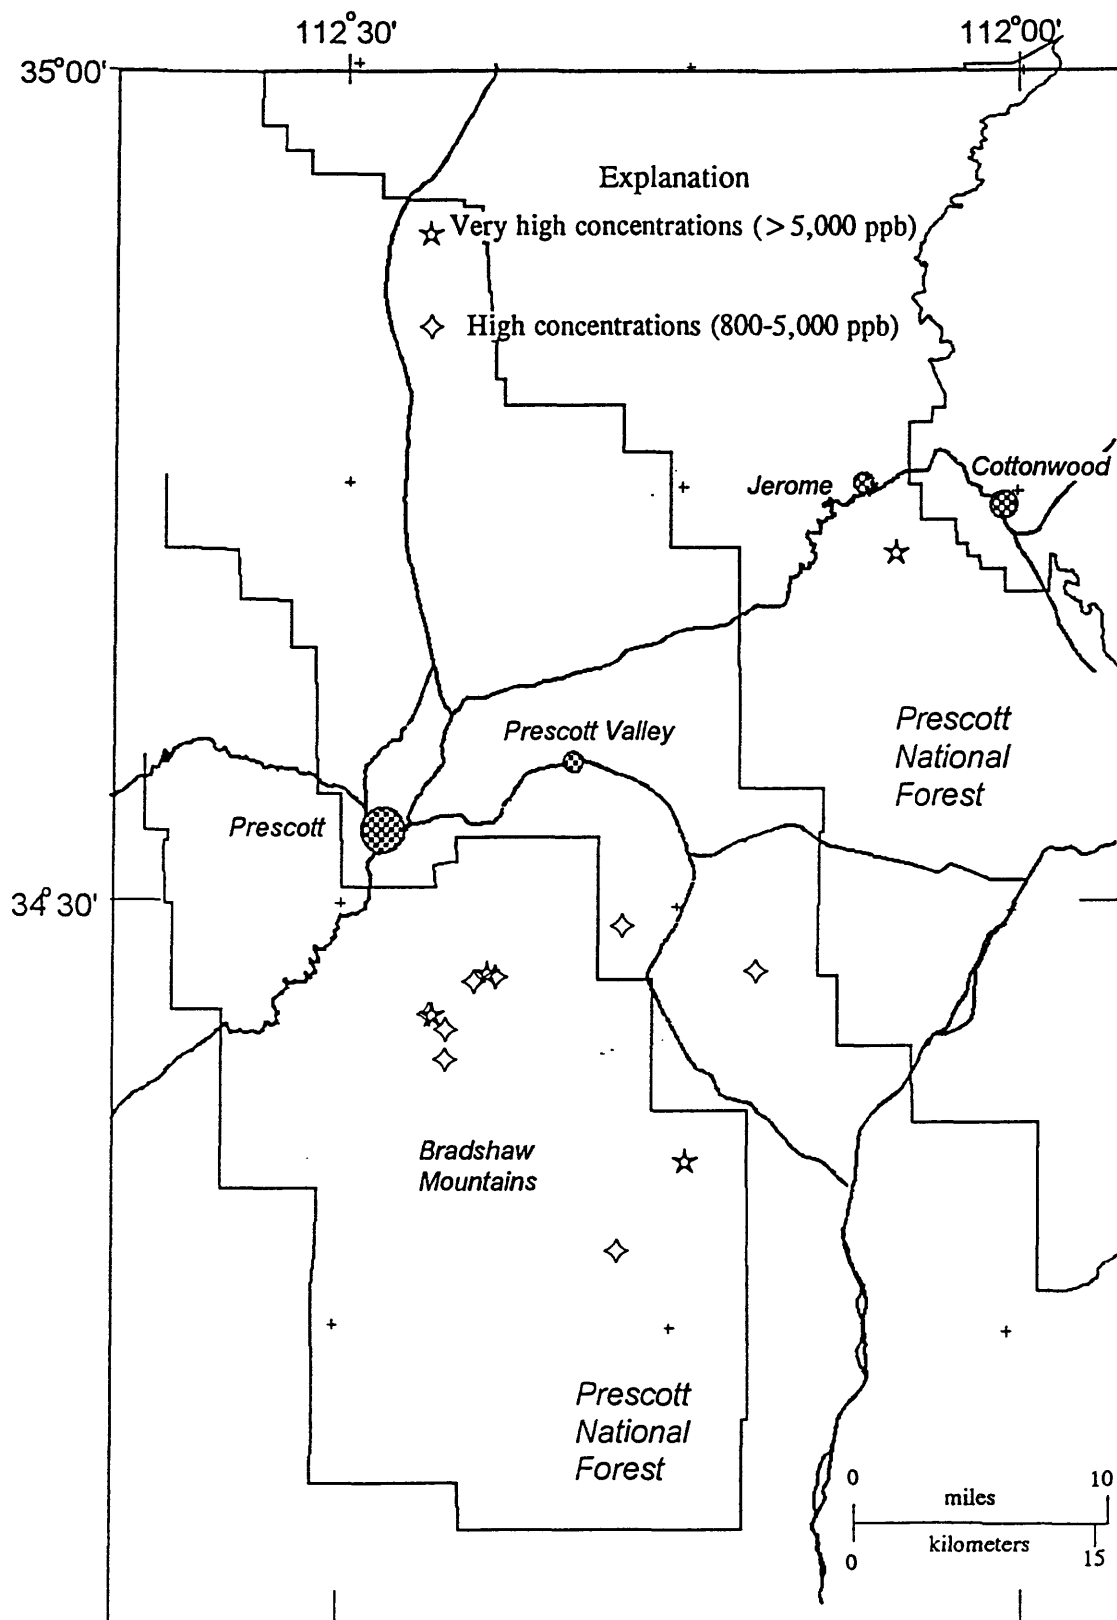 112°30'
112°00'
35°00'
Explanation
Very high concentrations (>5,000 ppb)
High concentrations (800-5,000 ppb)
Jerome
Cottonwood
Prescott
National
Forest
Prescott Valley
Prescott
34°30'
Bradshaw
Mountains
Prescott
National
Forest
0 10
miles
kilometers
0 15